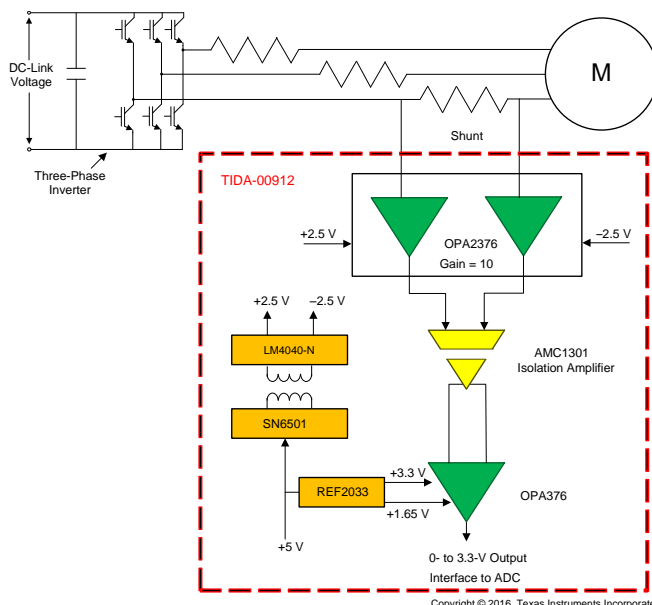 DC-Link
Voltage
M
Three-Phase
Inverter
Shunt
TIDA-00912
+2.5 V
–2.5 V
OPA2376
Gain = 10
+2.5 V
–2.5 V
LM4040-N
AMC1301
Isolation Amplifier
SN6501
REF2033
+3.3 V
+1.65 V
OPA376
+5 V
0- to 3.3-V Output
Interface to ADC
Copyright © 2016, Texas Instruments Incorporate